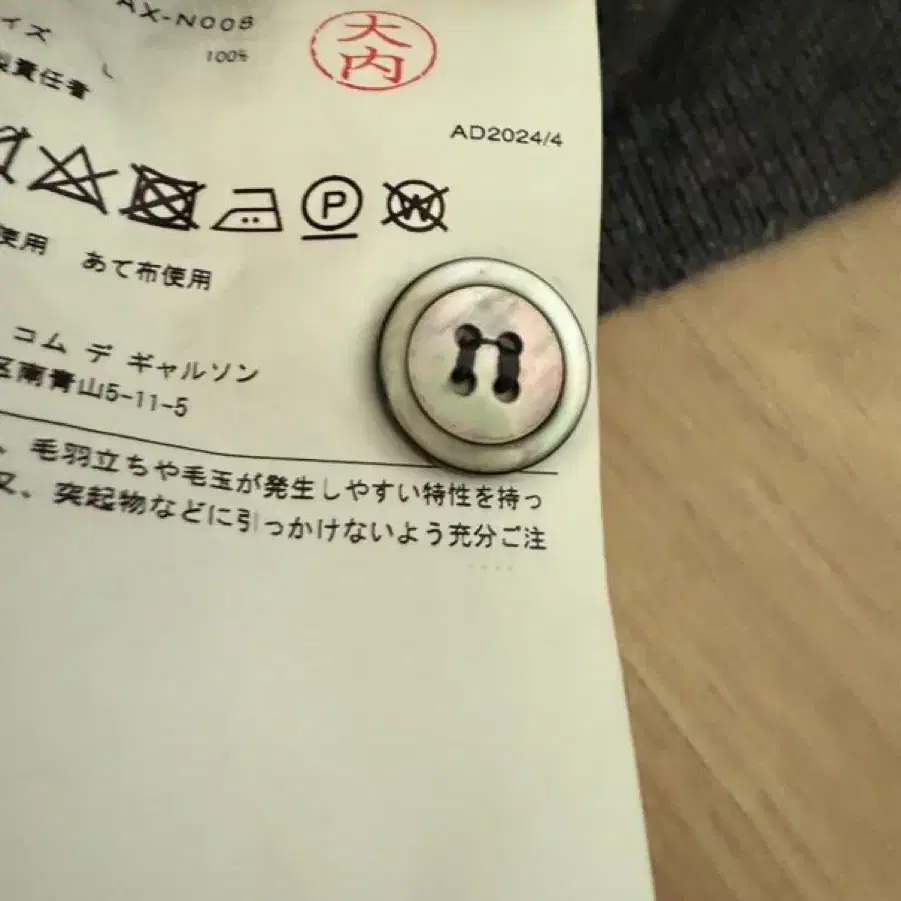 AX-N008
イズ
L
100%
製責任者
大内
AD2024/4
P
W
使用 あて布使用
コム デ ギャルソン
区南青山5-11-5
、毛羽立ちや毛玉が発生しやすい特性を持っ
又、突起物などに引っかけないよう充分ご注